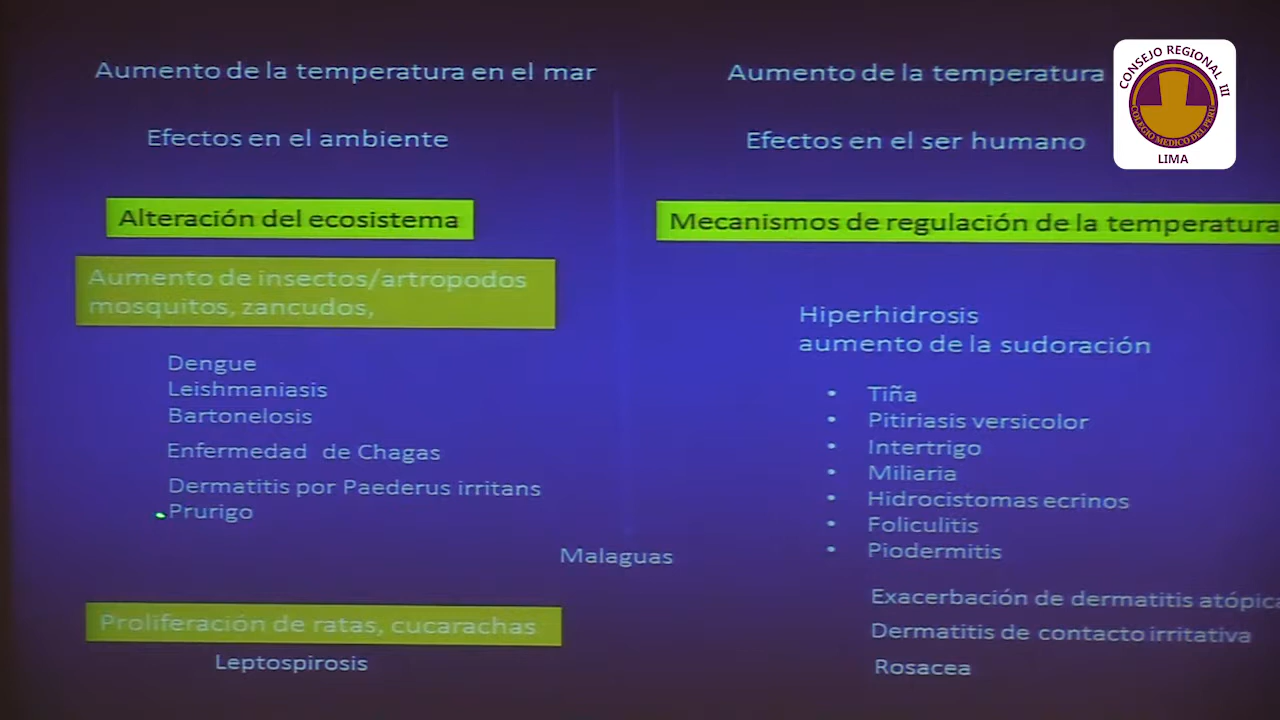 Aumento de la temperatura en el mar
Efectos en el ambiente
Alteración del ecosistema
Aumento de insectos/artropodos
mosquitos, zancudos,
Dengue
Leishmaniasis
Bartonelosis
Enfermedad de Chagas
Dermatitis por Paederus irritans
Prurigo
Malaguas
Proliferación de ratas, cucarachas
Leptospirosis
Aumento de la temperatura
Efectos en el ser humano
Mecanismos de regulación de la temperatura
Hiperhidrosis
aumento de la sudoración
• Tiña
• Pitiriasis versicolor
• Intertrigo
• Miliaria
• Hidrocistomas ecrinos
• Foliculitis
• Piodermitis
Exacerbación de dermatitis atópica
Dermatitis de contacto irritativa
Rosacea
CONSEJO REGIONAL III
COLEGIO MEDICO DEL PERU
LIMA